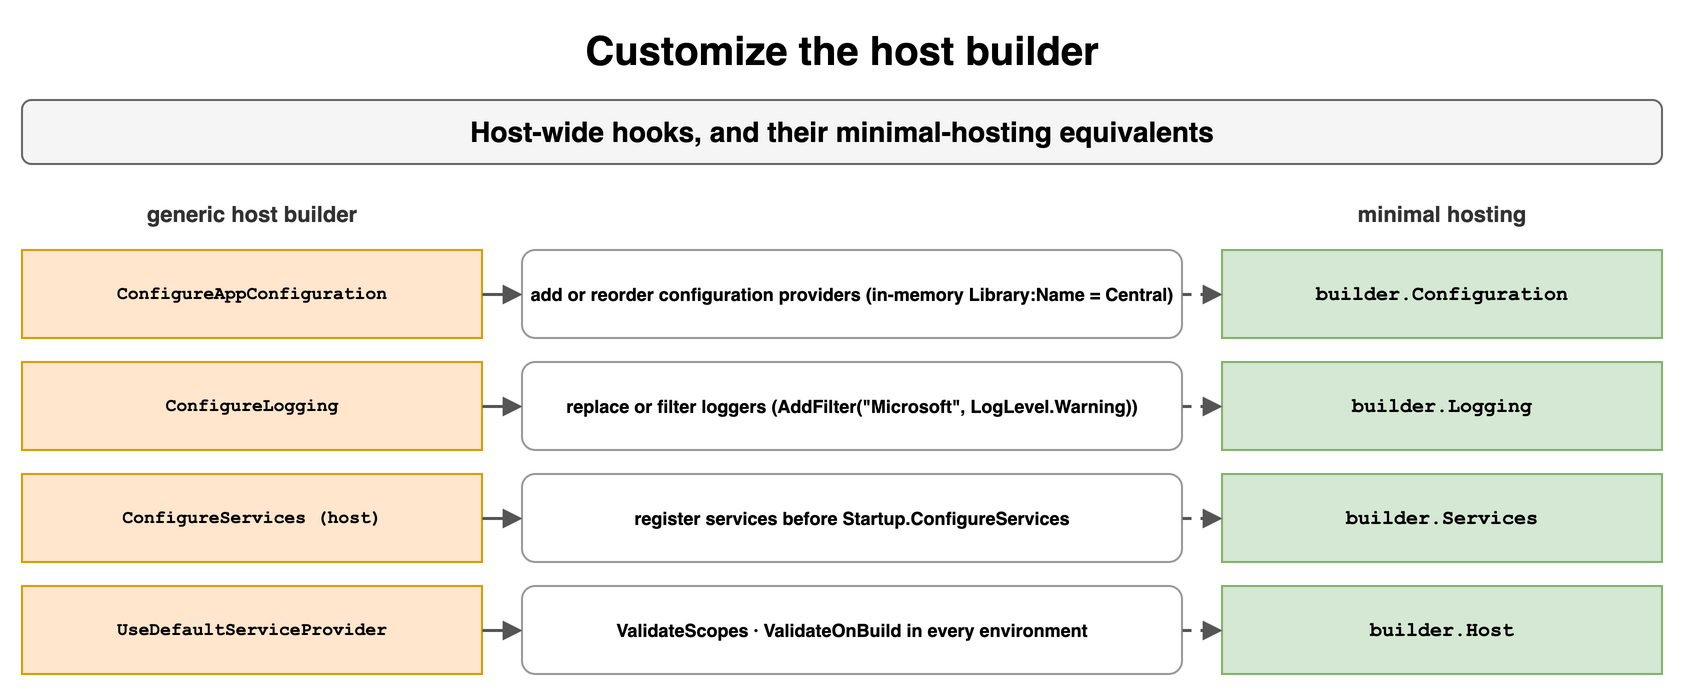 Customize the host builder
Host-wide hooks, and their minimal-hosting equivalents
generic host builder
minimal hosting
ConfigureAppConfiguration
add or reorder configuration providers (in-memory Library:Name = Central)
builder.Configuration
ConfigureLogging
replace or filter loggers (AddFilter("Microsoft", LogLevel.Warning))
builder.Logging
ConfigureServices (host)
register services before Startup.ConfigureServices
builder.Services
UseDefaultServiceProvider
ValidateScopes · ValidateOnBuild in every environment
builder.Host